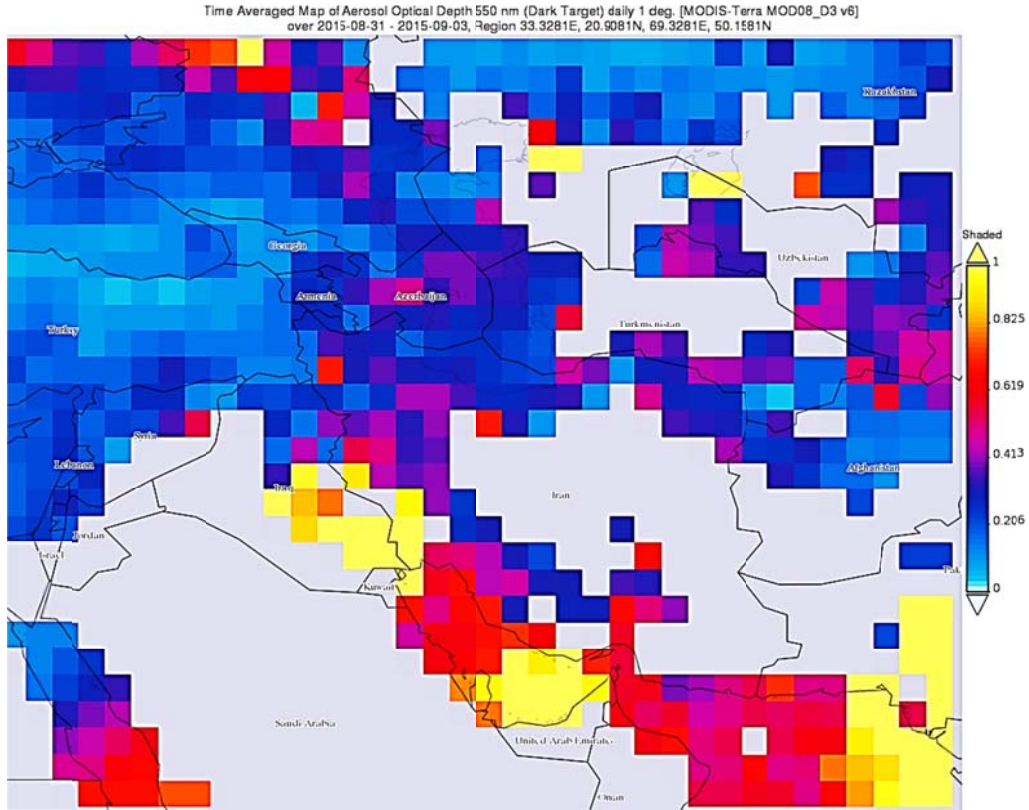 Time Averaged Map of Aerosol Optical Depth 550 nm (Dark Target) daily 1 deg. [MODIS-Terra MOD08_D3 v6]
over 2015-08-31 - 2015-09-03, Region 33.3281E, 20.9081N, 69.3281E, 50.1581N
Kazakhstan
Shaded
Georgia
Uzbekistan
1
Armenia
Azerbaijan
0.825
Turkmenistan
Turkey
0.619
0.413
Syria
Lebanon
Afghanistan
Iraq
Iran
0.206
Jordan
Israel
Pak
Kuwait
0
Saudi Arabia
United Arab Emirates
Oman